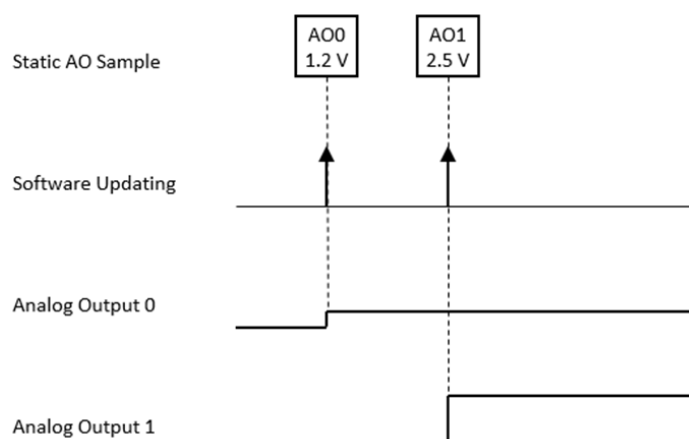 Static AO Sample
AO0
1.2 V
AO1
2.5 V
Software Updating
Analog Output 0
Analog Output 1